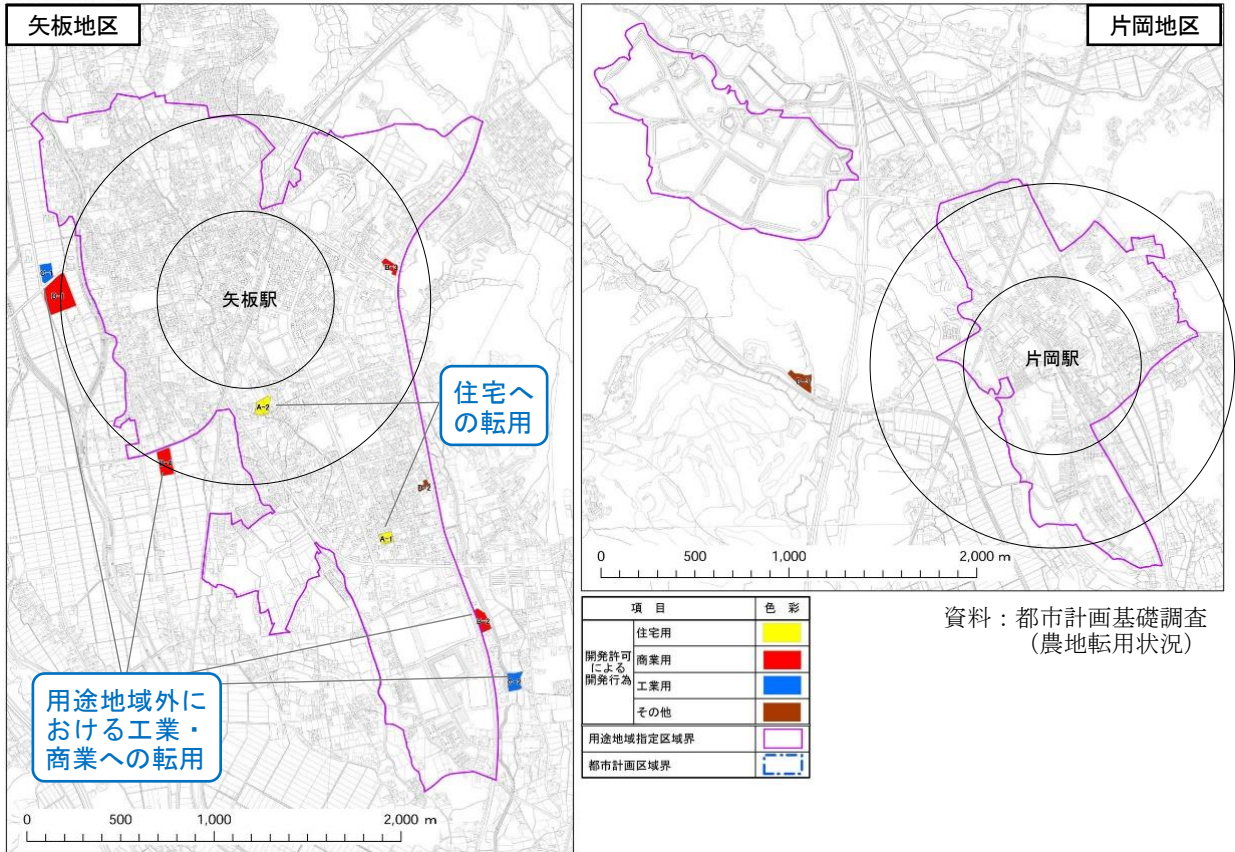 矢板地区
矢板駅
A-2
A-1
住宅へ
の転用
用途地域外に
おける工業・
商業への転用
0 500 1,000 2,000 m
片岡地区
片岡駅
0 500 1,000 2,000 m
項 目 色 彩
開発許可
による
開発行為
住宅用
商業用
工業用
その他
用途地域指定区域界
都市計画区域界
資料：都市計画基礎調査
（農地転用状況）